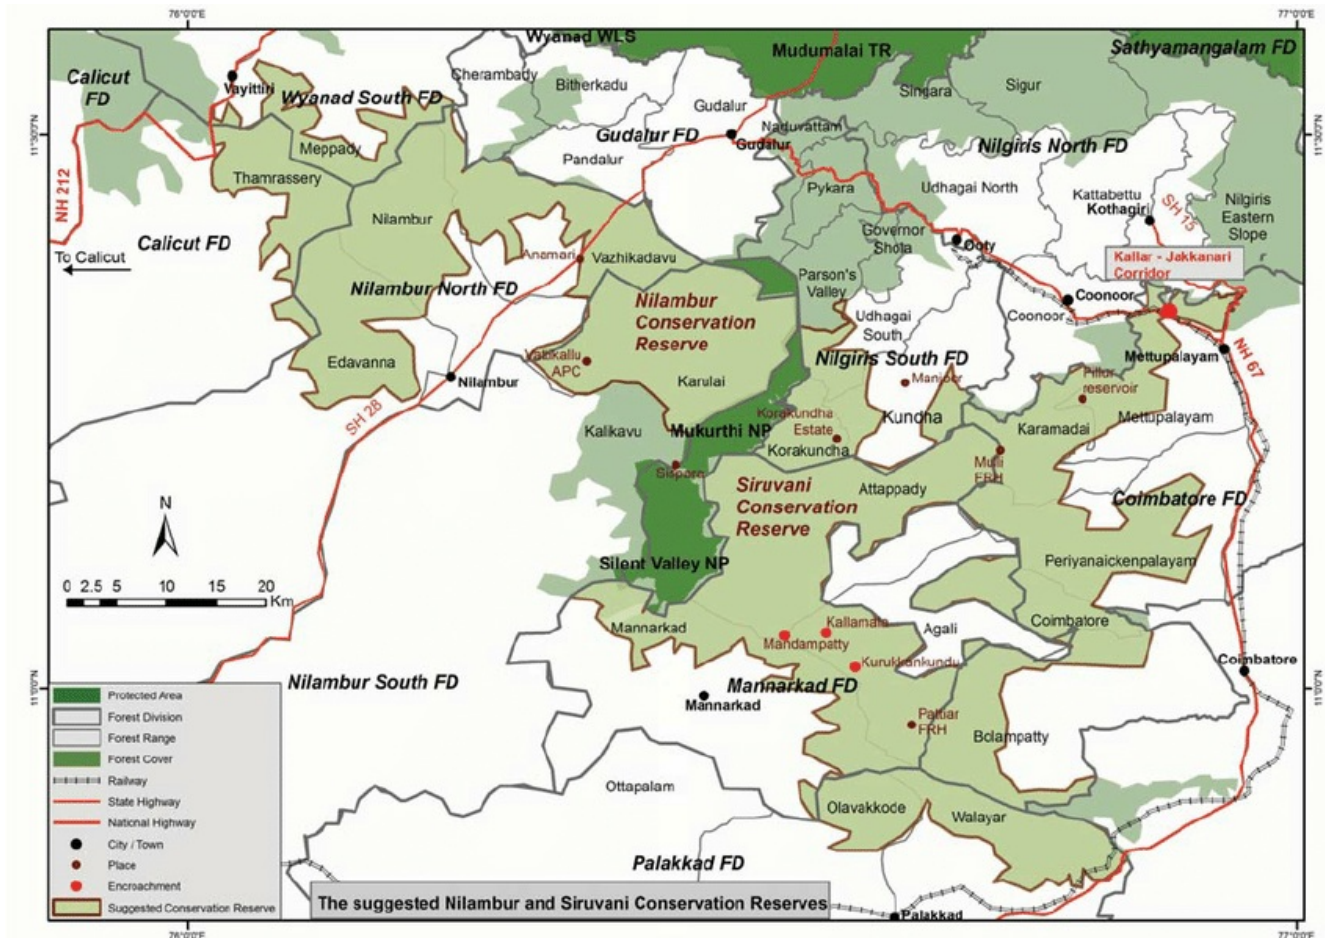 76°0'0"E
77°0'0"E
Wyanad WLS
Mudumalai TR
Sathyamangalam FD
Calicut
FD
Vayittiri
Cherambady
Bitherkadu
Singara
Sigur
Wyanad South FD
Gudalur
Naduvattam
11°30'0"N
11°30'0"N
Gudalur FD
Gudalur
Nilgiris North FD
Meppady
Pandalur
Thamrassery
Pykara
Udhagai North
Kattabettu
Kothagiri
SH 15
Nilgiris
Eastern
Slope
NH 212
Nilambur
Calicut FD
Governor
Shola
Ooty
To Calicut
Anamari
Vazhikadavu
Kallar - Jakkanari
Corridor
r
Parson's
Valley
Nilambur North FD
Nilambur
Conservation
Reserve
Coonoor
Udhagai
South
Coonoor
Edavanna
APC
Nilgiris South FD
Mettupalayam
NH 67
Nilambur
Karulai
Manjoor
Pillur
reservoir
SH 28
Kalikavu
Mukurthi NP
Korakundha
Estate
Kundha
Karamadai
Mettupalayam
Korakuncha
Sispara
Mulli
FRH
Siruvani
Conservation
Reserve
Attappady
Coimbatore FD
N
Silent Valley NP
Periyanaickenpalayam
0 2.5 5 10 15 20
Km
Mannarkad
Kallamala
Mandampatty
Agali
Coimbatore
Kurukkankundu
Coimbatore
11°0'0"N
11°0'0"N
Nilambur South FD
Mannarkad FD
Mannarkad
Pattiar
FRH
Bolampatty
Protected Area
Forest Division
Forest Range
Forest Cover
Railway
State Highway
National Highway
City / Town
Place
Encroachment
Suggested Conservation Reserve
Ottapalam
Olavakkode
Walayar
Palakkad FD
The suggested Nilambur and Siruvani Conservation Reserves
Palakkad
76°0'0"E
77°0'0"E